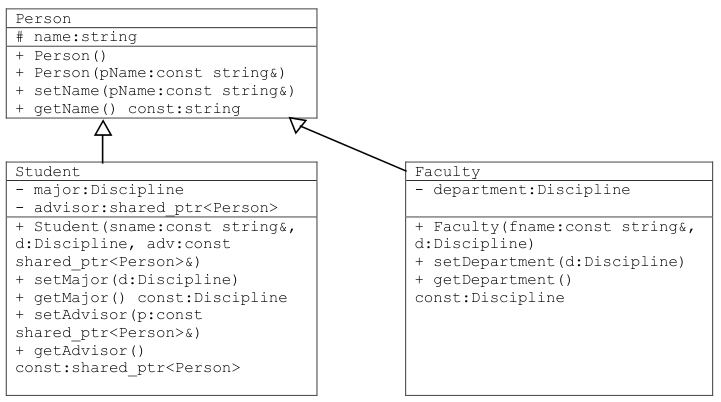 Person
# name:string
+ Person()
+ Person(pName:const string&)
+ setName(pName:const string&)
+ getName() const:string
Student
- major:Discipline
- advisor:shared_ptr<Person>
+ Student(sname:const string&,
d:Discipline, adv:const
shared_ptr<Person>&)
+ setMajor(d:Discipline)
+ getMajor() const:Discipline
+ setAdvisor(p:const
shared_ptr<Person>&)
+ getAdvisor()
const:shared_ptr<Person>
Faculty
- department:Discipline
+ Faculty(fname:const string&,
d:Discipline)
+ setDepartment(d:Discipline)
+ getDepartment()
const:Discipline